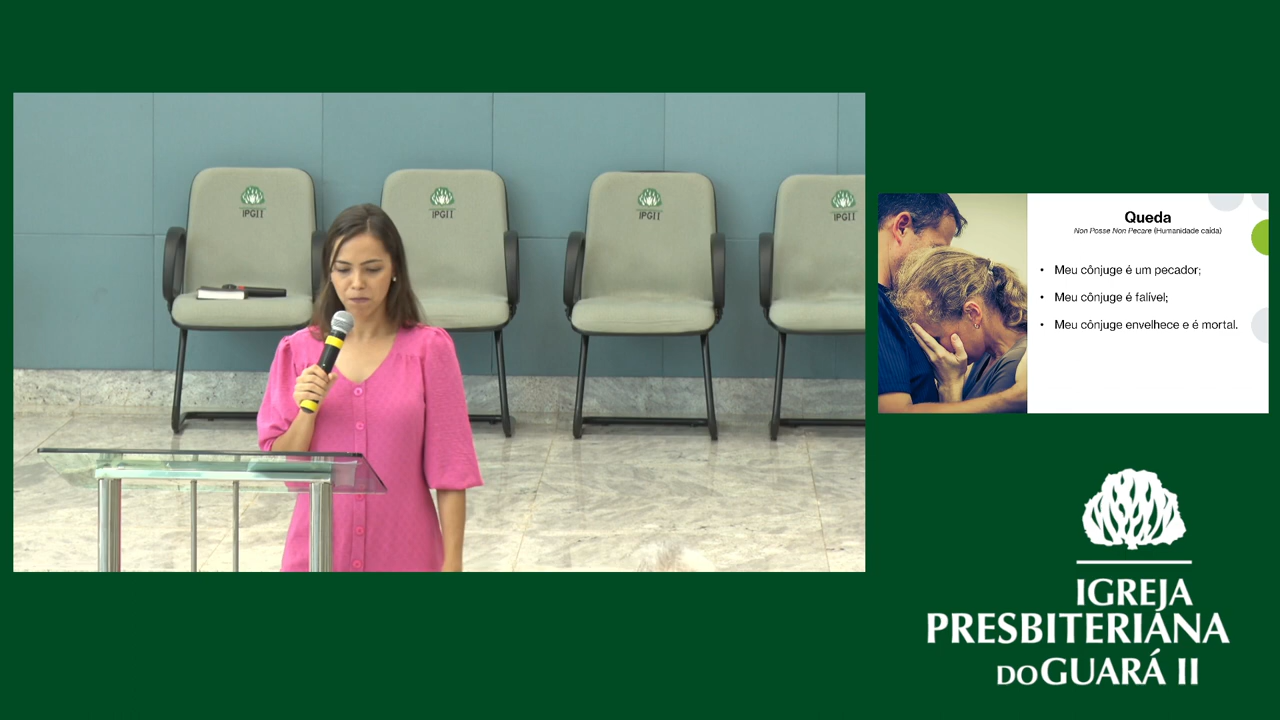 IPGII
IPGII
IPGII
IPGII
Queda
Non Posse Non Pecare (Humanidade caída)
• Meu cônjuge é um pecador;
• Meu cônjuge é falível;
• Meu cônjuge envelhece e é mortal.
IGREJA
PRESBITERIANA
DO GUARÁ II